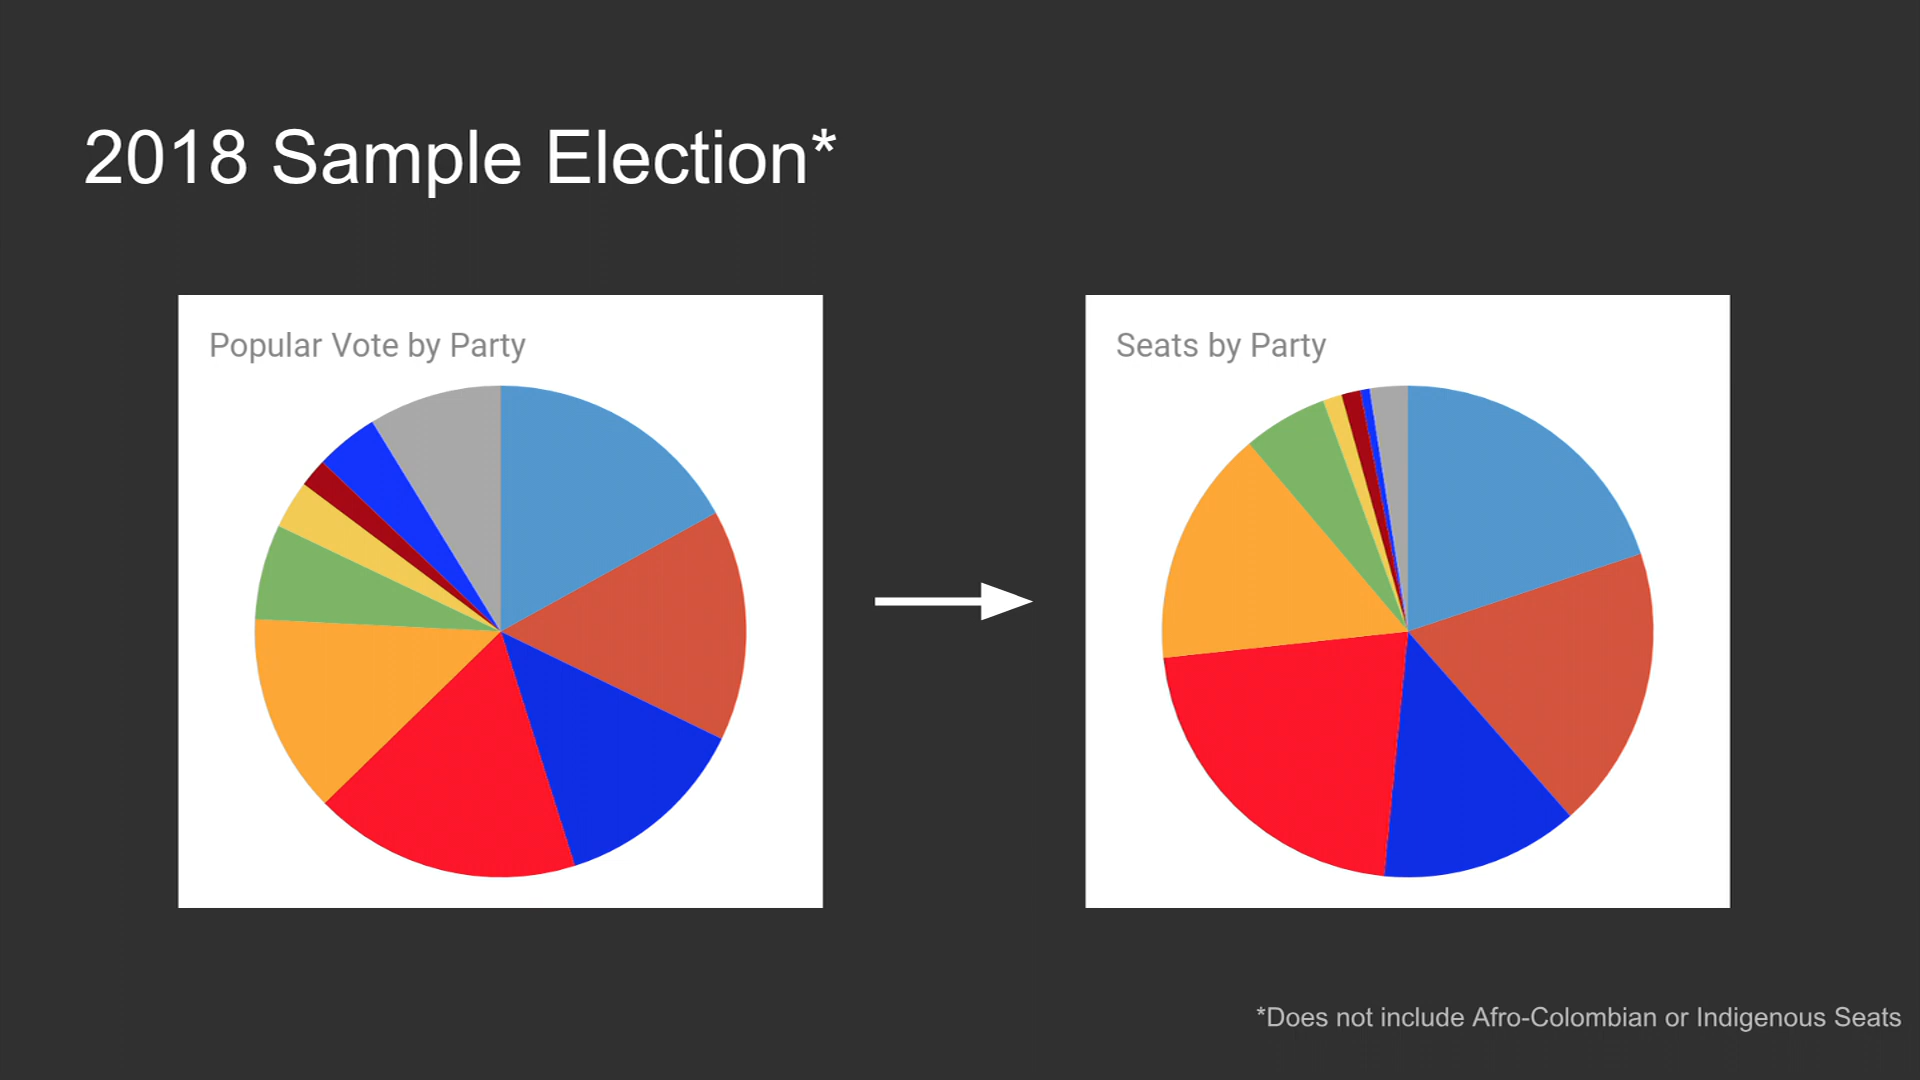 2018 Sample Election*
Popular Vote by Party
Seats by Party
*Does not include Afro-Colombian or Indigenous Seats